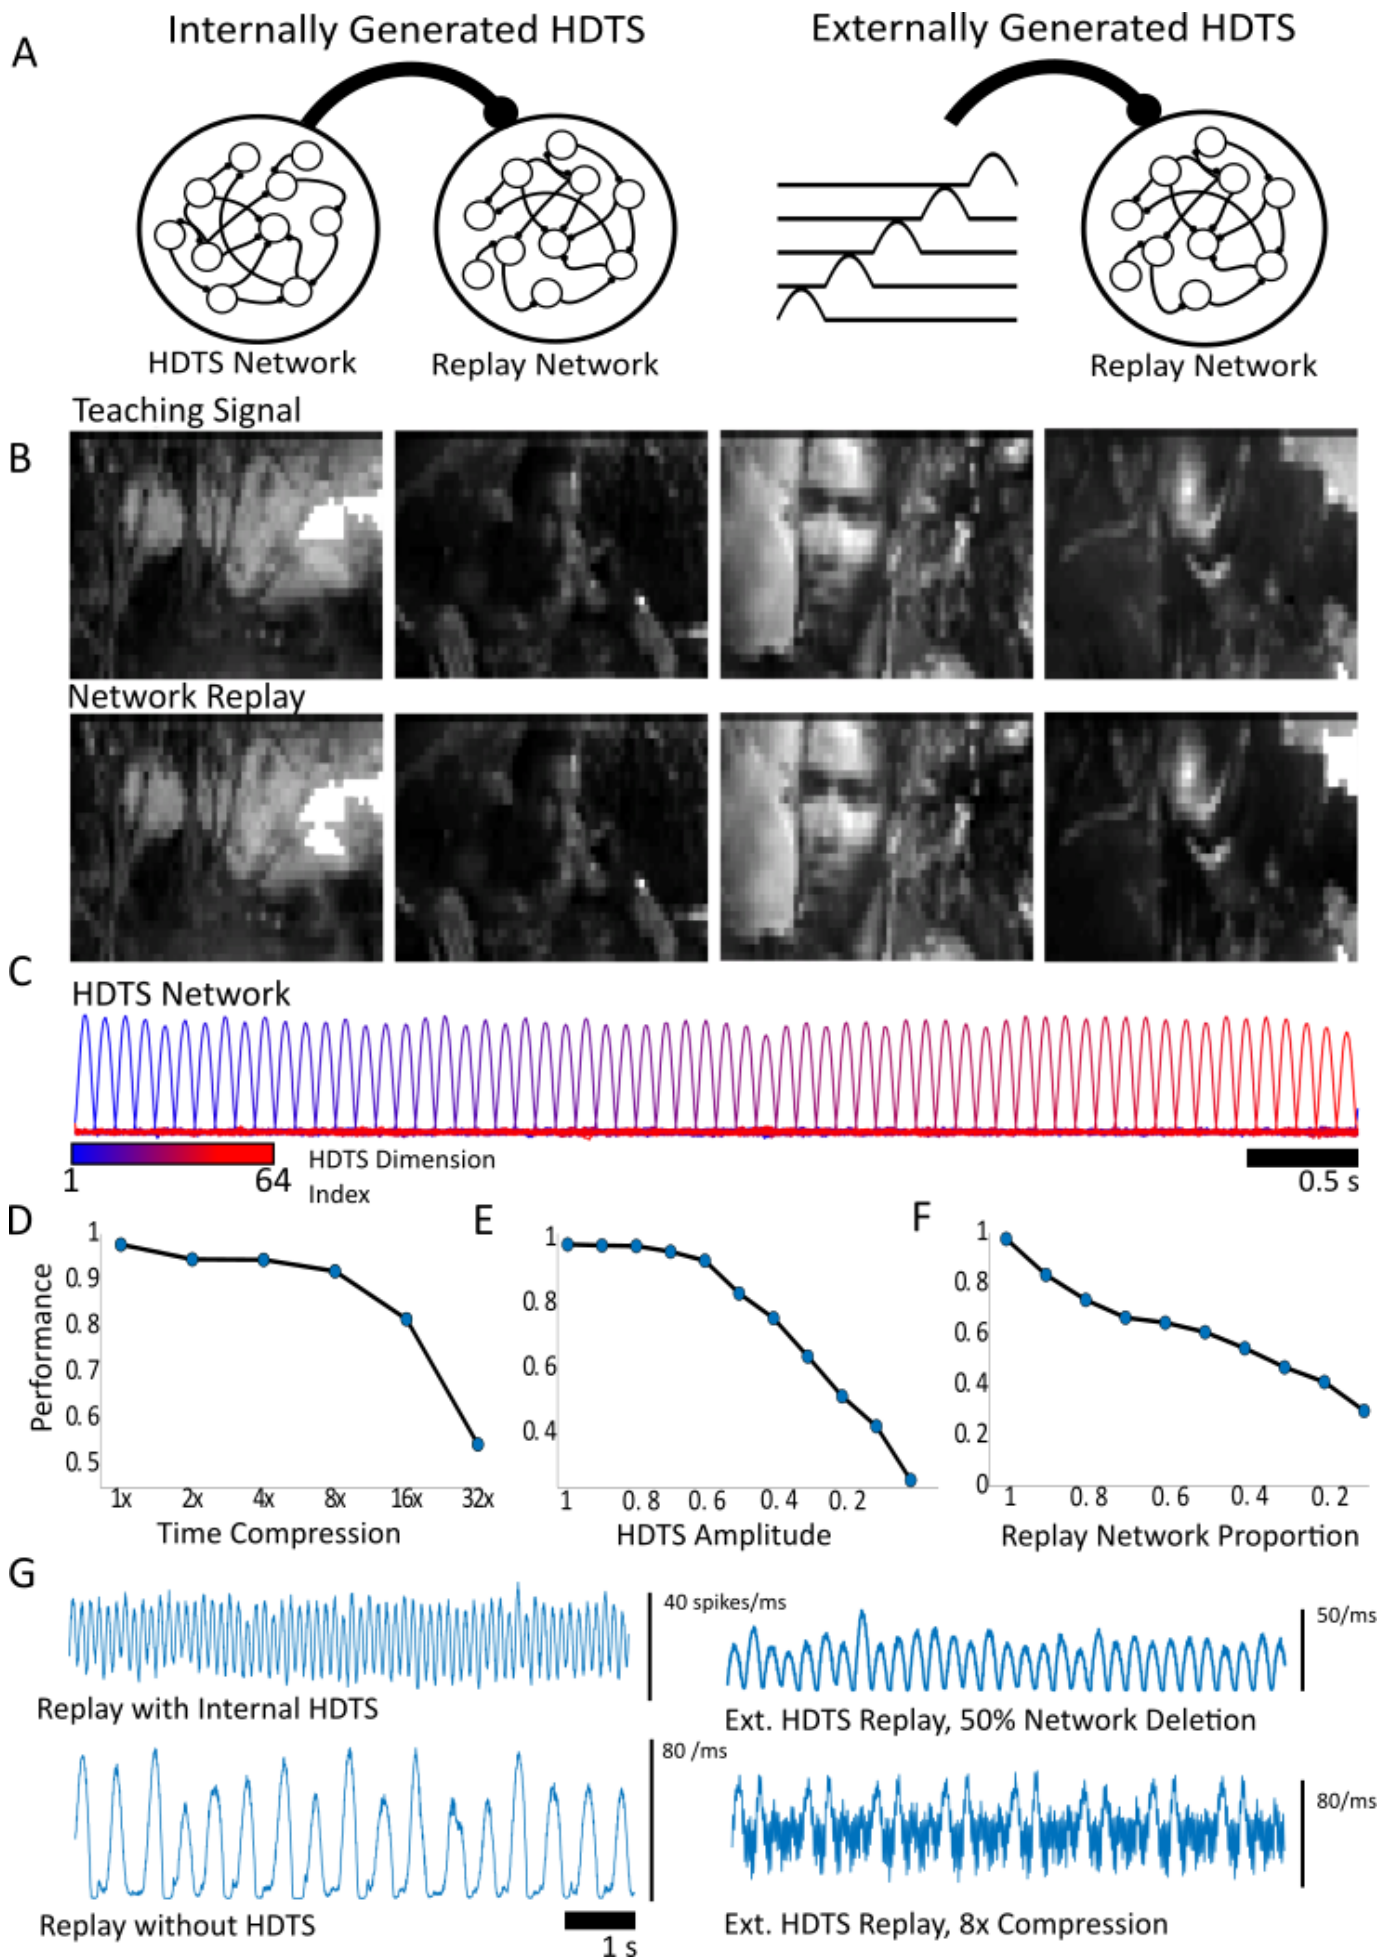 A
Internally Generated HDTS
Externally Generated HDTS
HDTS Network
Replay Network
Replay Network
Teaching Signal
B
Network Replay
C
HDTS Network
1
64
HDTS Dimension
Index
0.5 s
D
Performance
1
0.9
0.8
0.7
0.6
0.5
1x
2x
4x
8x
16x
32x
Time Compression
E
1
0.8
0.6
0.4
1
0.8
0.6
0.4
0.2
HDTS Amplitude
F
1
0.8
0.6
0.4
0.2
0
1
0.8
0.6
0.4
0.2
Replay Network Proportion
G
40 spikes/ms
Replay with Internal HDTS
50/ms
Ext. HDTS Replay, 50% Network Deletion
80 /ms
Replay without HDTS
1 s
80/ms
Ext. HDTS Replay, 8x Compression